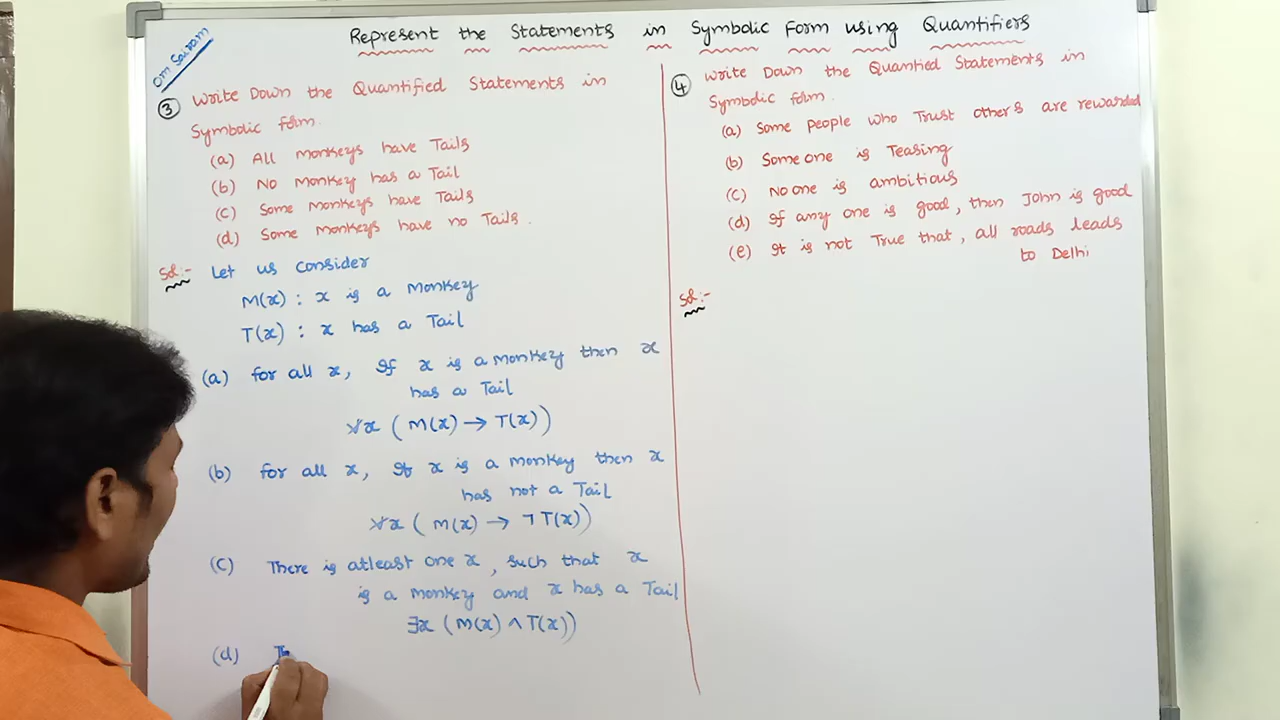 Represent the Statements in Symbolic Form using Quantifiers
Om Sairam
③ Write Down the Quantified Statements in
Symbolic form.
(a) All monkeys have Tails
(b) No monkey has a Tail
(c) Some monkeys have Tails
(d) Some monkeys have no Tails.
Sol:- Let us consider
M(x) : x is a monkey
T(x) : x has a Tail
(a) for all x, If x is a monkey then x
has a Tail
∀x (M(x) → T(x))
(b) for all x, If x is a monkey then x
has not a Tail
∀x (M(x) → ¬T(x))
(c) There is atleast one x, such that x
is a monkey and x has a Tail
∃x (M(x) ∧ T(x))
(d)
④ Write Down the Quantied Statements in
Symbolic form.
(a) Some people who Trust others are rewarded
(b) Some one is Teasing
(c) No one is ambitious
(d) If any one is good, then John is good
(e) It is not True that, all roads leads
to Delhi
Sol:-